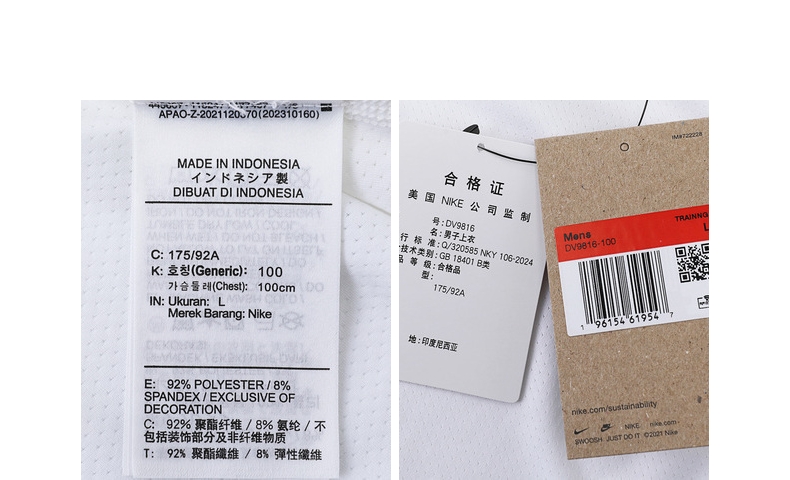 APAO-Z-2021120570(202310160)
MADE IN INDONESIA
インドネシア製
DIBUAT DI INDONESIA
C: 175/92A
K: 호칭(Generic): 100
가슴둘레(Chest): 100cm
IN: Ukuran: L
Merek Barang: Nike
E: 92% POLYESTER / 8%
SPANDEX / EXCLUSIVE OF
DECORATION
C: 92% 聚酯纤维 / 8% 氨纶 / 不
包括装饰部分及非纤维物质
T: 92% 聚酯纖維 / 8% 彈性纖維
合格证
美国 NIKE 公司监制
号: DV9816
名: 男子上衣
行标准: Q/320585 NKY 106-2024
技术类别: GB 18401 B类
品等级: 合格品
型:
175/92A
地: 印度尼西亚
IM#722228
TRAINING
Mens
L
DV9816-100
1 96154 61954 7
nike.com/sustainability
NIKE. nike.com
SWOOSH. JUST DO IT ©2021 Nike